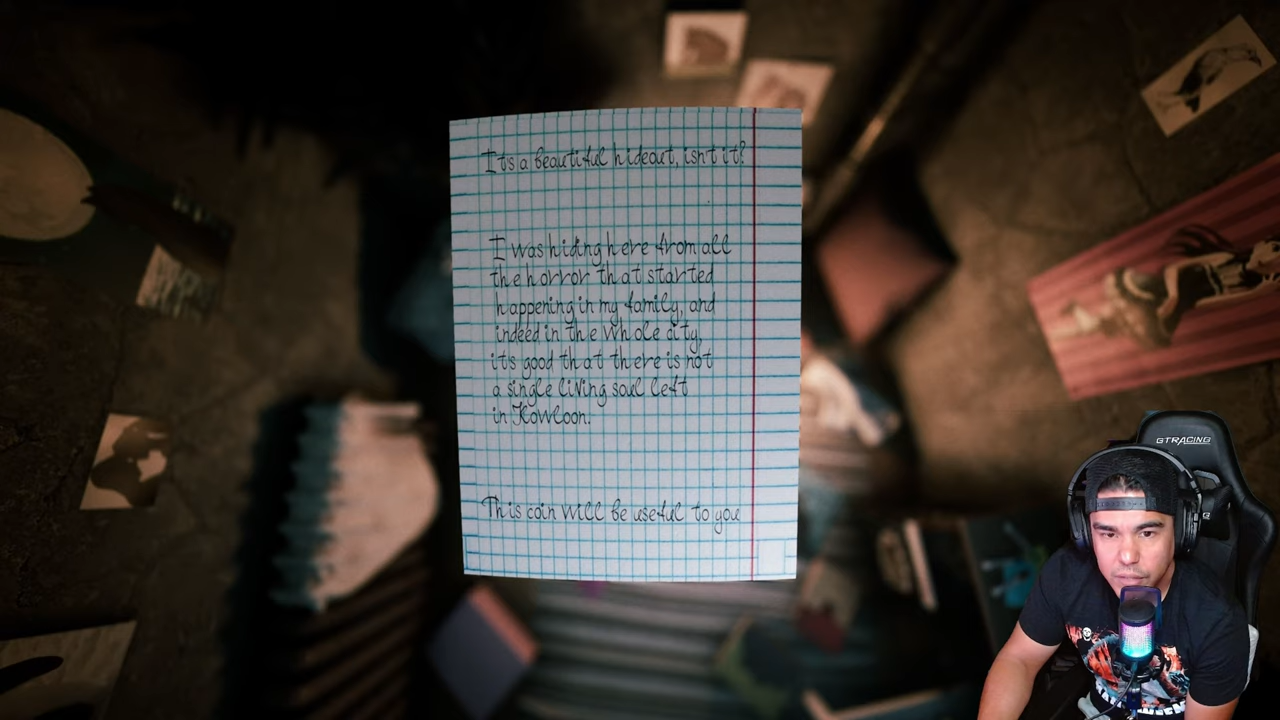 It's a beautiful hideout, isn't it?
I was hiding here from all
the horror that started
happening in my family, and
indeed in the whole city,
it's good that there is not
a single living soul left
in Kowloon.
This coin will be useful to you
GTRACING